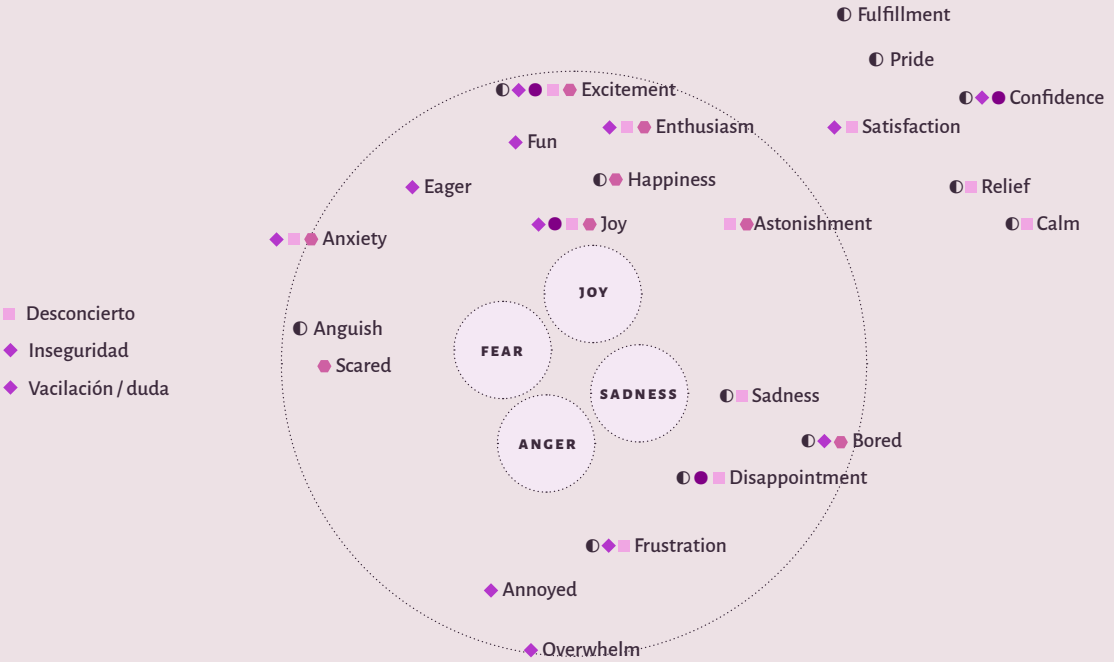 Fulfillment
Pride
Excitement
Confidence
Enthusiasm
Satisfaction
Fun
Happiness
Eager
Relief
Joy
Astonishment
Calm
Anxiety
JOY
Desconcierto
Anguish
Inseguridad
FEAR
Scared
Vacilación / duda
SADNESS
Sadness
Bored
ANGER
Disappointment
Frustration
Annoyed
Overwhelm